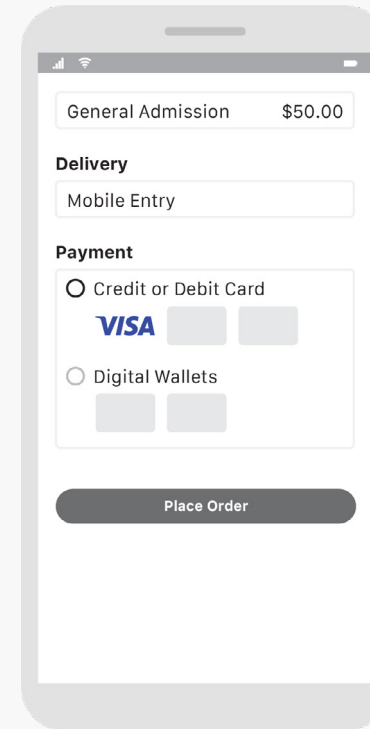 General Admission $50.00
Delivery
Mobile Entry
Payment
Credit or Debit Card
VISA
Digital Wallets
Place Order